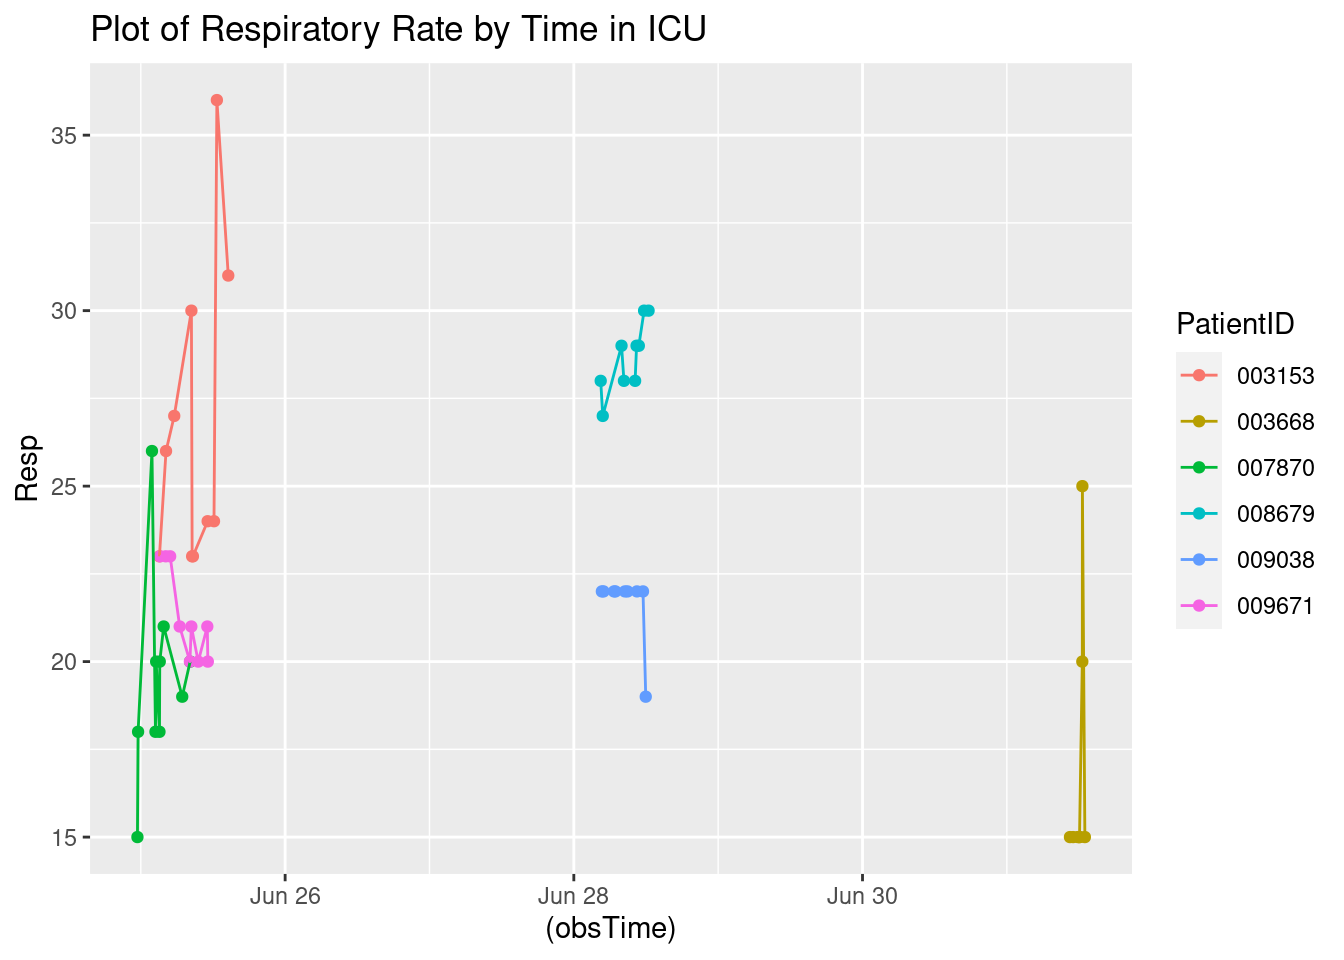 Plot of Respiratory Rate by Time in ICU
35
30
25
20
15
Resp
Jun 26
Jun 28
Jun 30
(obsTime)
PatientID
003153
003668
007870
008679
009038
009671